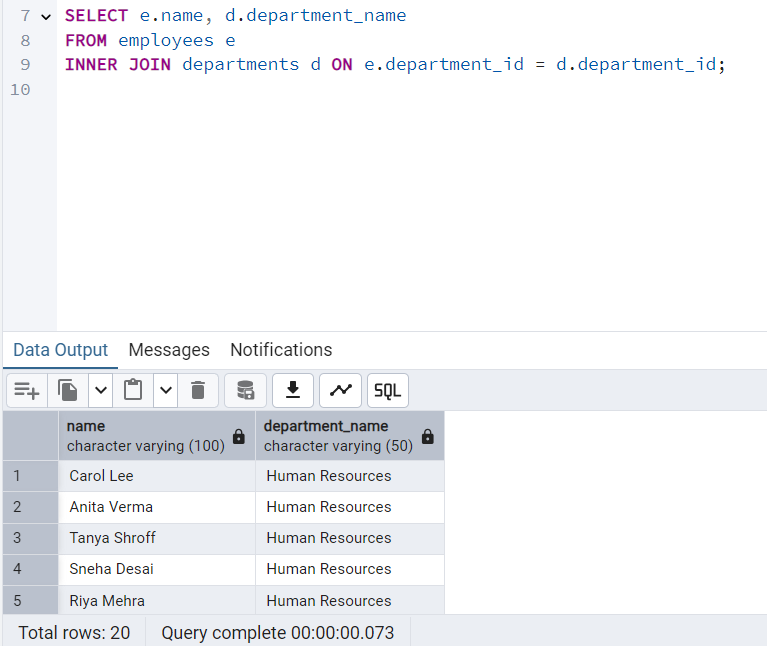 7 SELECT e.name, d.department_name
8 FROM employees e
9 INNER JOIN departments d ON e.department_id = d.department_id;
10
Data Output Messages Notifications
SQL
name department_name
character varying (100) character varying (50)
1 Carol Lee Human Resources
2 Anita Verma Human Resources
3 Tanya Shroff Human Resources
4 Sneha Desai Human Resources
5 Riya Mehra Human Resources
Total rows: 20 Query complete 00:00:00.073